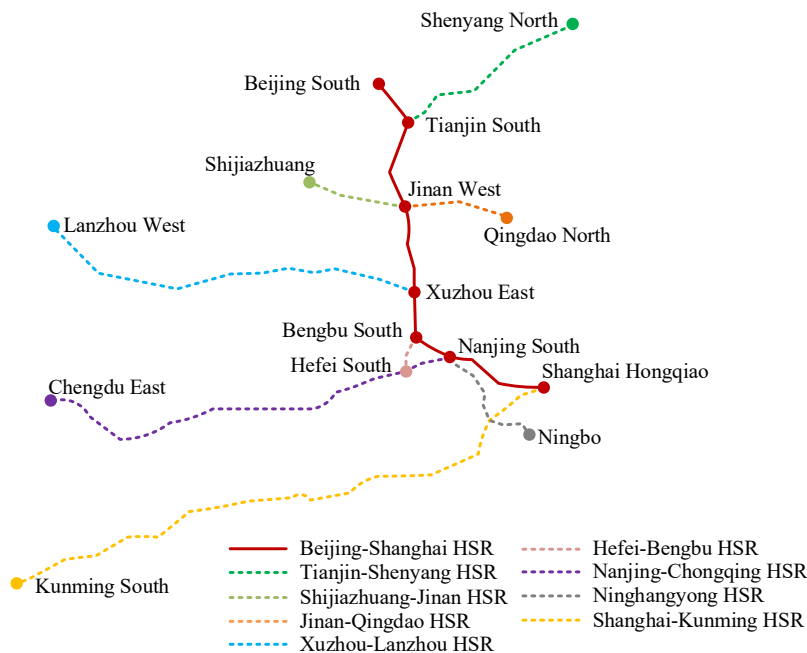 Shenyang North
Beijing South
Tianjin South
Shijiazhuang
Jinan West
Lanzhou West
Qingdao North
Xuzhou East
Bengbu South
Nanjing South
Hefei South
Shanghai Hongqiao
Chengdu East
Ningbo
Kunming South
Beijing-Shanghai HSR
Tianjin-Shenyang HSR
Shijiazhuang-Jinan HSR
Jinan-Qingdao HSR
Xuzhou-Lanzhou HSR
Hefei-Bengbu HSR
Nanjing-Chongqing HSR
Ninghangyong HSR
Shanghai-Kunming HSR